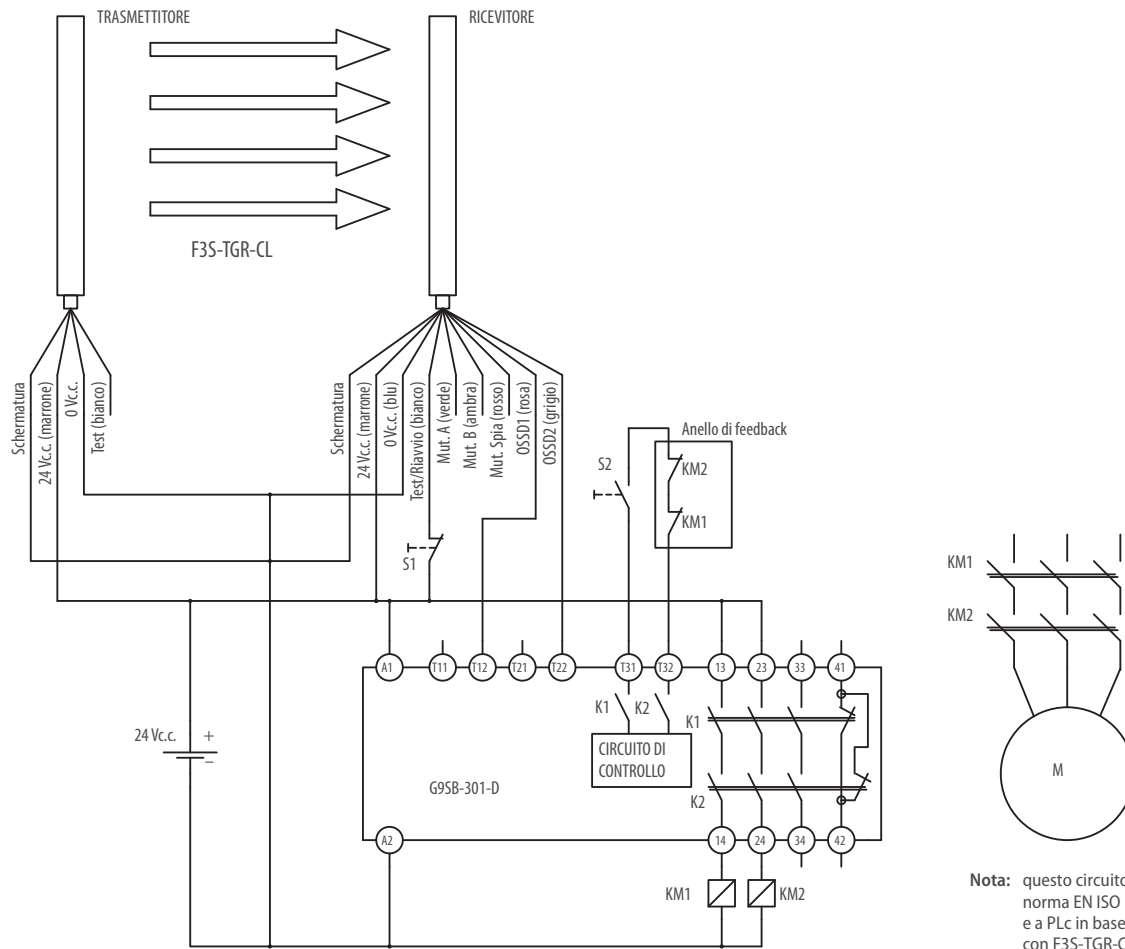 TRASMETTITORE
RICEVITORE
F3S-TGR-CL
Schermatura
24 Vc.c. (marrone)
0 Vc.c.
Test (bianco)
Schermatura
24 Vc.c. (marrone)
0 Vc.c. (blu)
Test/Riavvio (bianco)
Mut. A (verde)
Mut. B (ambra)
Mut. Spia (rosso)
OSSD1 (rosa)
OSSD2 (grigio)
Anello di feedback
S2
KM2
KM1
S1
KM1
KM2
A1
T11
T12
T21
T22
T31
T32
13
23
33
41
K1
K2
K1
24 Vc.c.
+
−
CIRCUITO DI
CONTROLLO
G9SB-301-D
K2
M
A2
14
24
34
42
KM1
KM2
Nota: questo circuito
norma EN ISO
e a PLc in base
con F3S-TGR-C